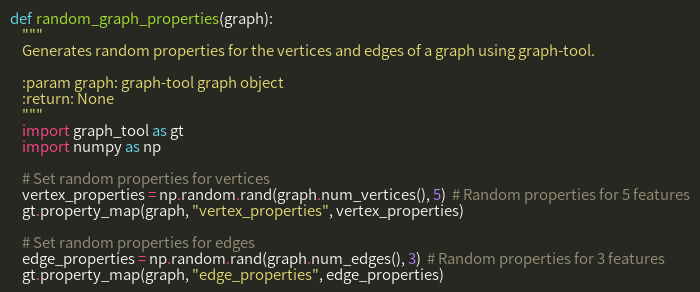 def random_graph_properties(graph):
    """
    Generates random properties for the vertices and edges of a graph using graph-tool.

    :param graph: graph-tool graph object
    :return: None
    """
    import graph_tool as gt
    import numpy as np

    # Set random properties for vertices
    vertex_properties = np.random.rand(graph.num_vertices(), 5)  # Random properties for 5 features
    gt.property_map(graph, "vertex_properties", vertex_properties)

    # Set random properties for edges
    edge_properties = np.random.rand(graph.num_edges(), 3)  # Random properties for 3 features
    gt.property_map(graph, "edge_properties", edge_properties)